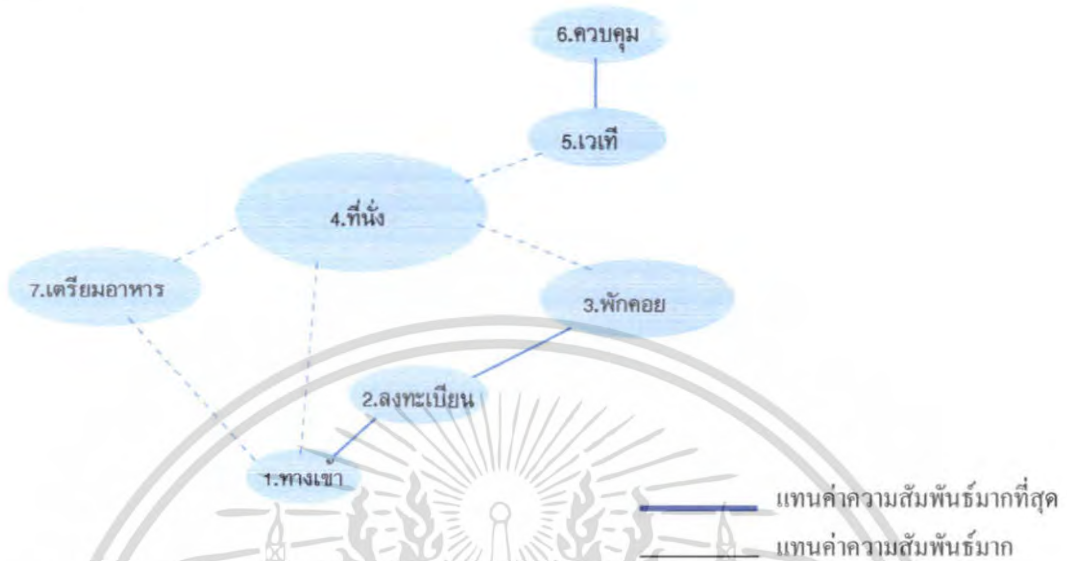 6.ควบคุม
5.เวที
4.ที่นั่ง
7.เตรียมอาหาร
3.พักคอย
2.ลงทะเบียน
1.ทางเข้า
แทนค่าความสัมพันธ์มากที่สุด
แทนค่าความสัมพันธ์มาก